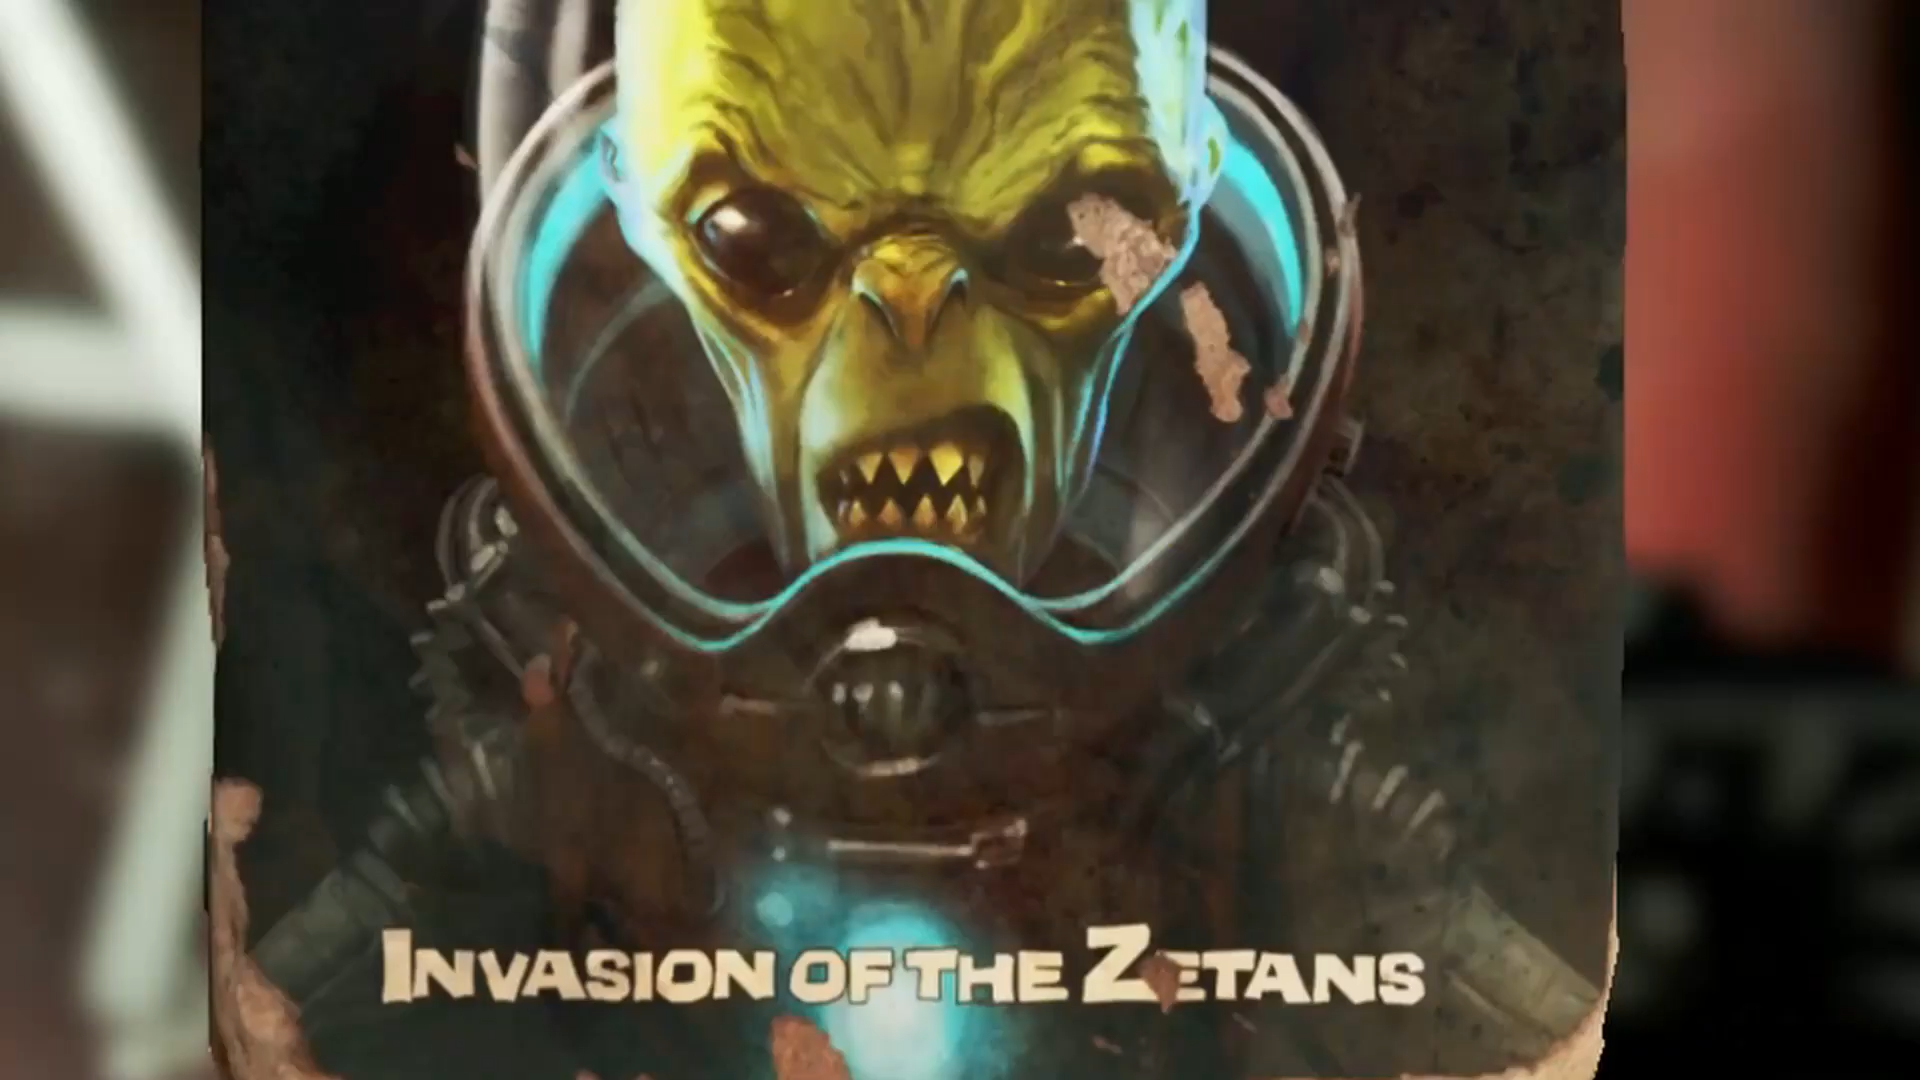 Invasion of the Zetans